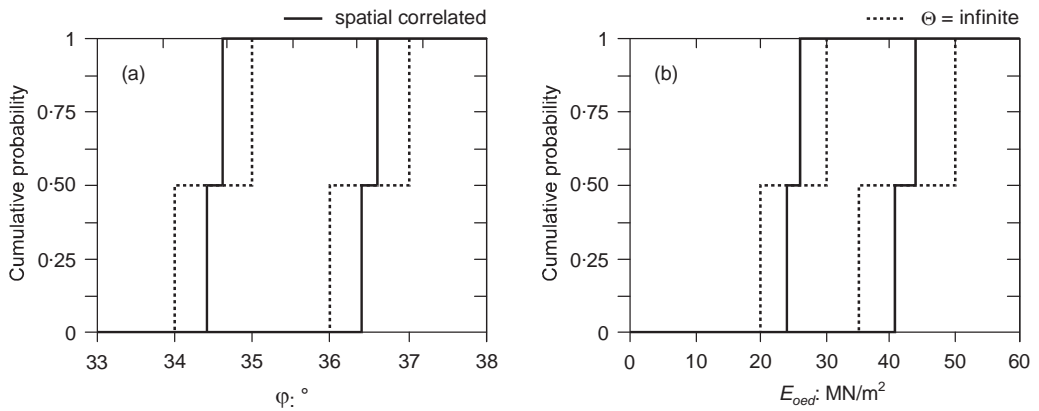 spatial correlated
Θ = infinite
1
0·75
0·50
0·25
0
Cumulative probability
(a)
33 34 35 36 37 38
φ: °
1
0·75
0·50
0·25
0
Cumulative probability
(b)
0 10 20 30 40 50 60
E_oed: MN/m²